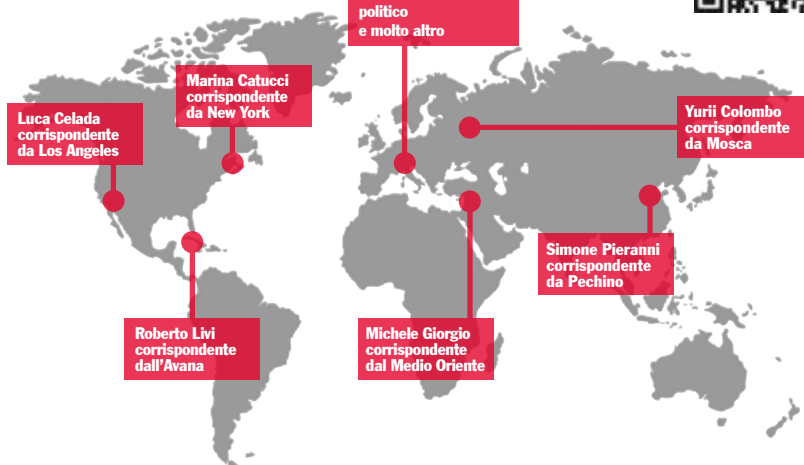 politico
e molto altro
Marina Catucci
corrispondente
da New York
Luca Celada
corrispondente
da Los Angeles
Yurii Colombo
corrispondente
da Mosca
Simone Pieranni
corrispondente
da Pechino
Roberto Livi
corrispondente
dall'Avana
Michele Giorgio
corrispondente
dal Medio Oriente